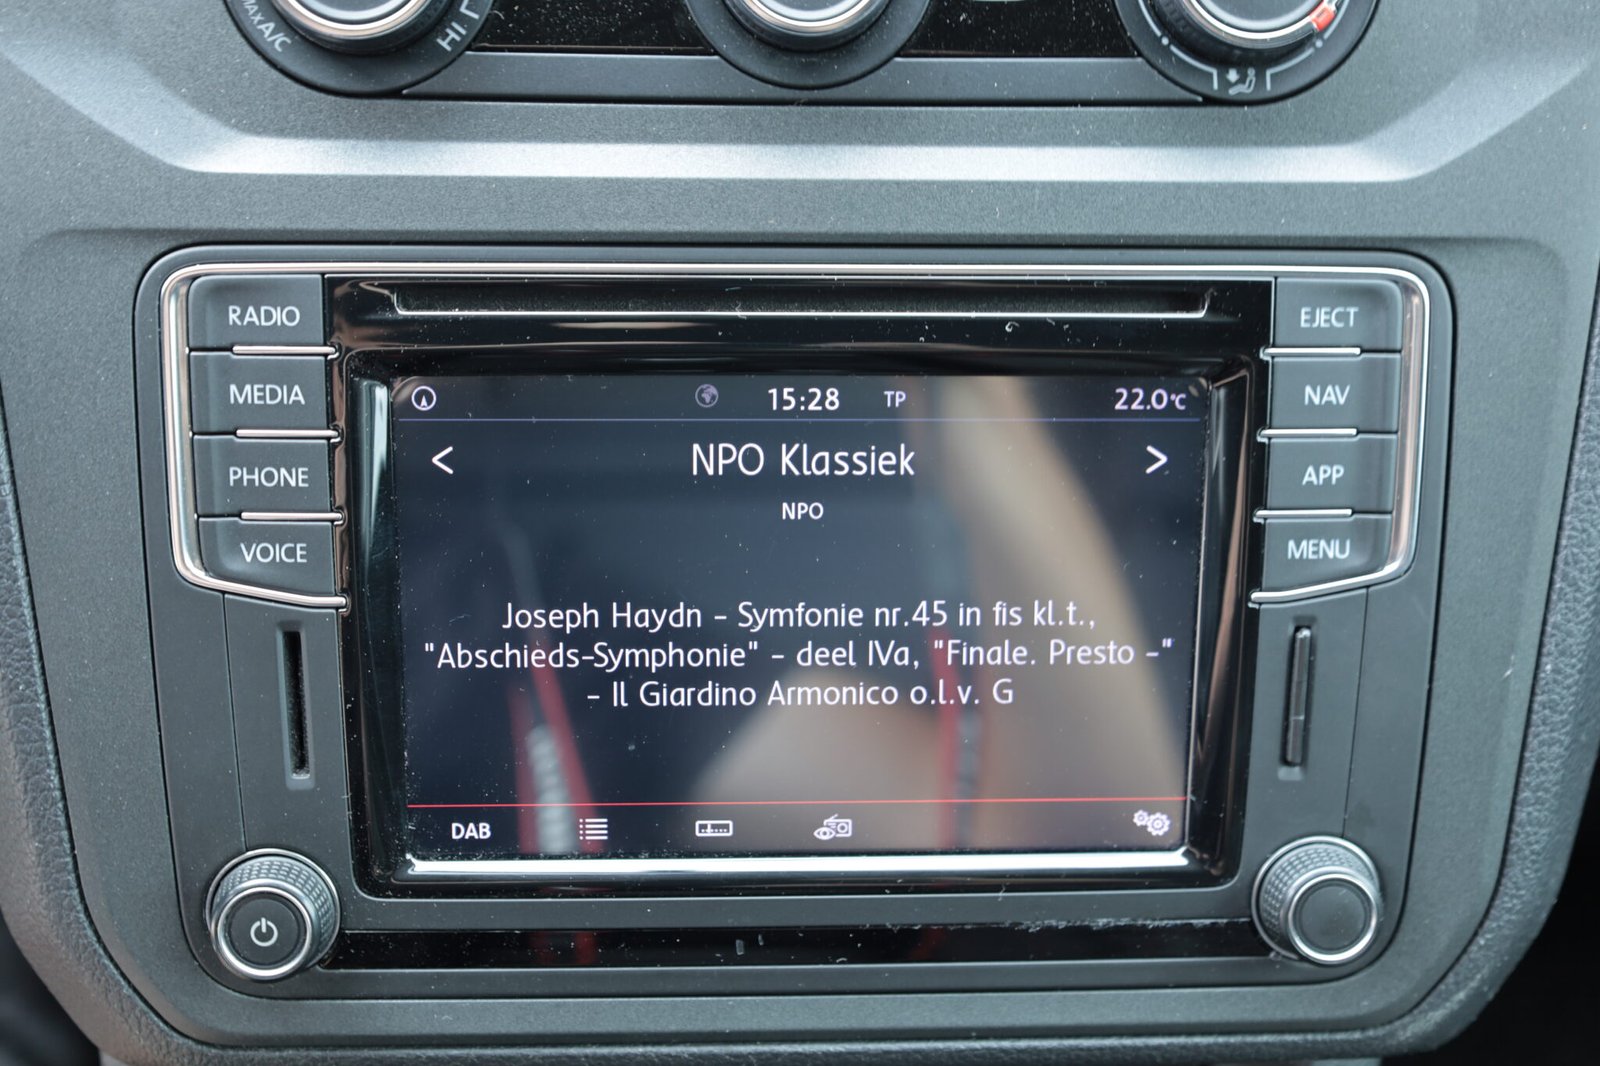 MAX A/C
HI
RADIO
MEDIA
PHONE
VOICE
EJECT
NAV
APP
MENU
15:28 TP 22.0°C
< NPO Klassiek >
NPO
Joseph Haydn - Symfonie nr.45 in fis kl.t.,
"Abschieds-Symphonie" - deel IVa, "Finale. Presto -"
- Il Giardino Armonico o.l.v. G
DAB